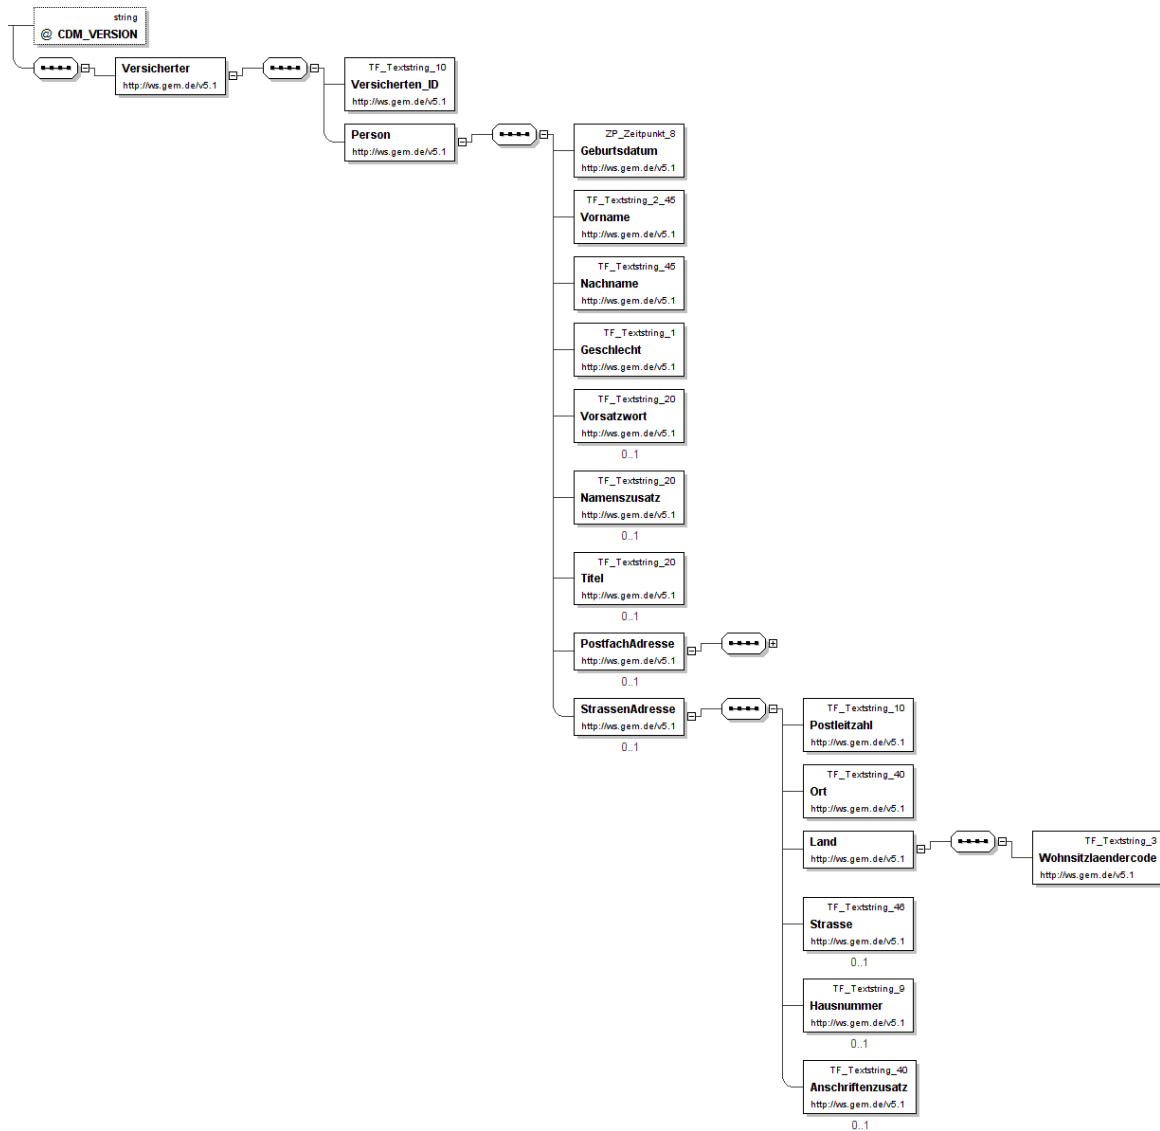 string
@ CDM_VERSION
Versicherter
http://ws.gem.de/v5.1
TF_Textstring_10
Versicherten_ID
http://ws.gem.de/v5.1
Person
http://ws.gem.de/v5.1
ZP_Zeitpunkt_8
Geburtsdatum
http://ws.gem.de/v5.1
TF_Textstring_2_45
Vorname
http://ws.gem.de/v5.1
TF_Textstring_45
Nachname
http://ws.gem.de/v5.1
TF_Textstring_1
Geschlecht
http://ws.gem.de/v5.1
TF_Textstring_20
Vorsatzwort
http://ws.gem.de/v5.1
0..1
TF_Textstring_20
Namenszusatz
http://ws.gem.de/v5.1
0..1
TF_Textstring_20
Titel
http://ws.gem.de/v5.1
0..1
PostfachAdresse
http://ws.gem.de/v5.1
0..1
StrassenAdresse
http://ws.gem.de/v5.1
0..1
TF_Textstring_10
Postleitzahl
http://ws.gem.de/v5.1
TF_Textstring_40
Ort
http://ws.gem.de/v5.1
Land
http://ws.gem.de/v5.1
TF_Textstring_3
Wohnsitzlaendercode
http://ws.gem.de/v5.1
TF_Textstring_46
Strasse
http://ws.gem.de/v5.1
0..1
TF_Textstring_9
Hausnummer
http://ws.gem.de/v5.1
0..1
TF_Textstring_40
Anschriftenzusatz
http://ws.gem.de/v5.1
0..1